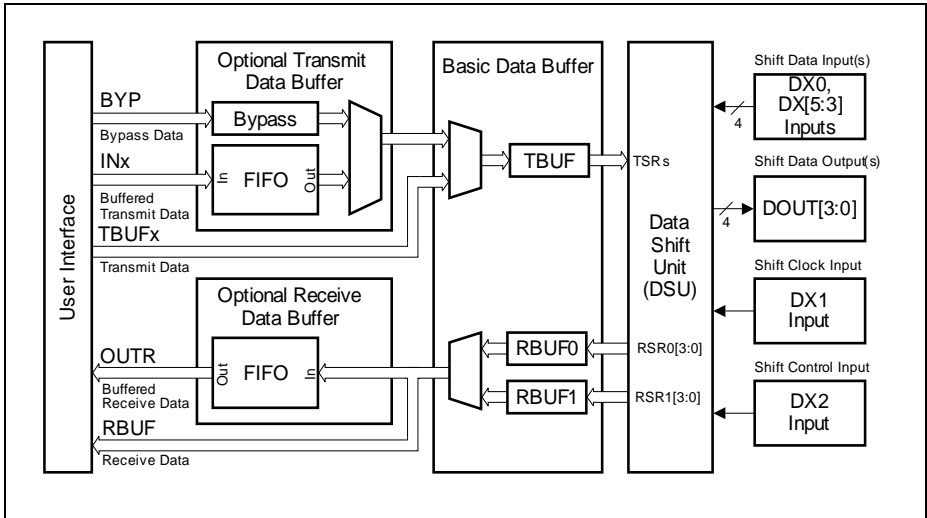 User Interface
BYP
Bypass Data
INx
Buffered
Transmit Data
TBUFx
Transmit Data
OUTR
Buffered
Receive Data
RBUF
Receive Data
Optional Transmit
Data Buffer
Bypass
In
FIFO
Out
Optional Receive
Data Buffer
Out
FIFO
In
Basic Data Buffer
TBUF
RBUF0
RBUF1
TSRs
Data
Shift
Unit
(DSU)
RSR0[3:0]
RSR1[3:0]
Shift Data Input(s)
4
DX0,
DX[5:3]
Inputs
Shift Data Output(s)
4
DOUT[3:0]
Shift Clock Input
DX1
Input
Shift Control Input
DX2
Input